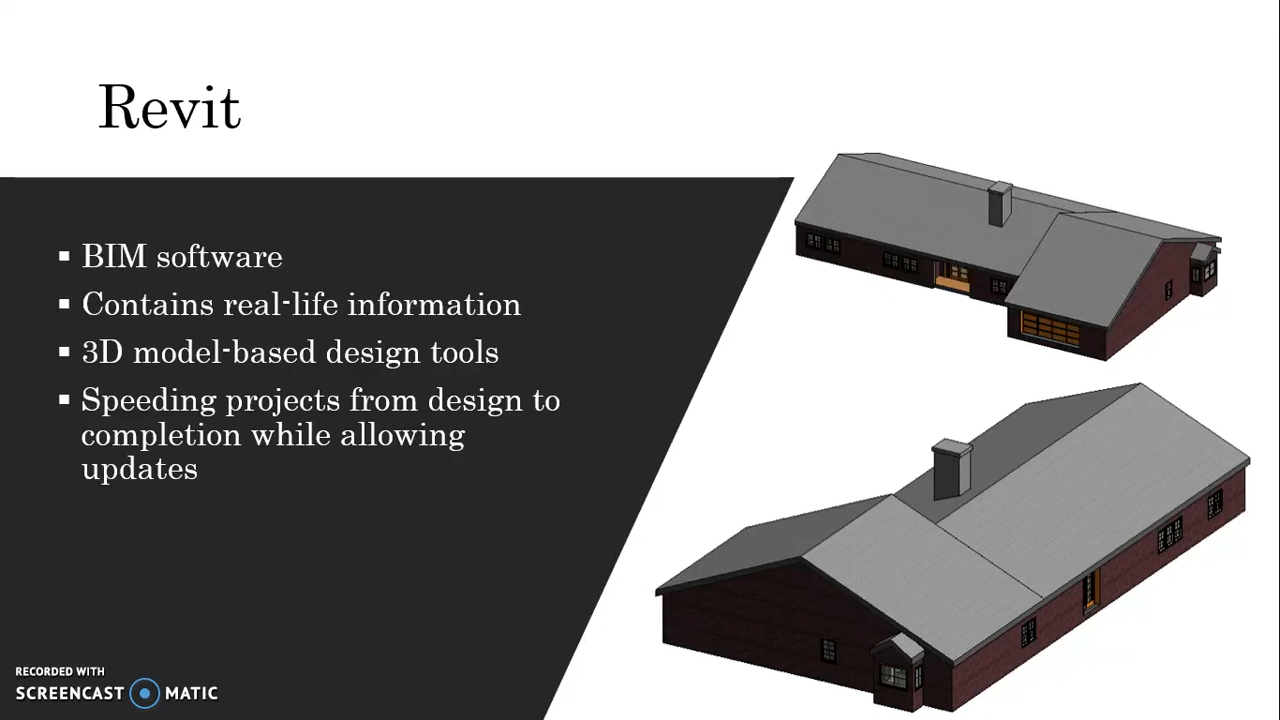 Revit
BIM software
Contains real-life information
3D model-based design tools
Speeding projects from design to
completion while allowing
updates
RECORDED WITH
SCREENCAST MATIC